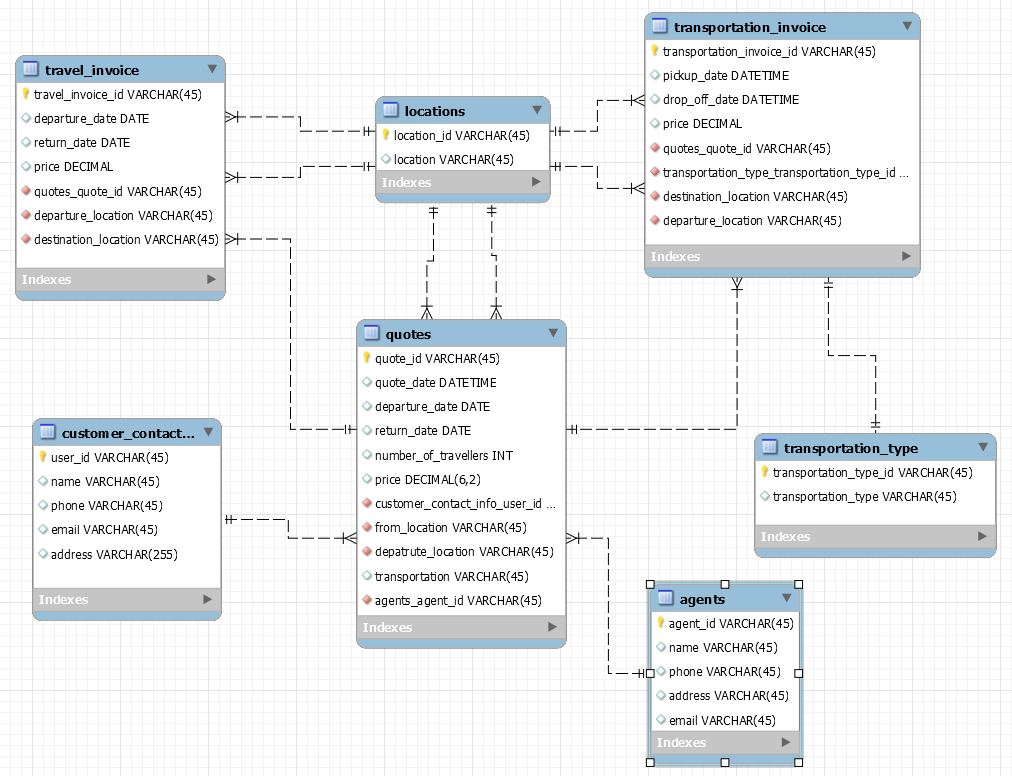 travel_invoice
travel_invoice_id VARCHAR(45)
departure_date DATE
return_date DATE
price DECIMAL
quotes_quote_id VARCHAR(45)
departure_location VARCHAR(45)
destination_location VARCHAR(45)
Indexes
locations
location_id VARCHAR(45)
location VARCHAR(45)
Indexes
transportation_invoice
transportation_invoice_id VARCHAR(45)
pickup_date DATETIME
drop_off_date DATETIME
price DECIMAL
quotes_quote_id VARCHAR(45)
transportation_type_transportation_type_id ...
destination_location VARCHAR(45)
departure_location VARCHAR(45)
Indexes
customer_contact...
user_id VARCHAR(45)
name VARCHAR(45)
phone VARCHAR(45)
email VARCHAR(45)
address VARCHAR(255)
Indexes
quotes
quote_id VARCHAR(45)
quote_date DATETIME
departure_date DATE
return_date DATE
number_of_travellers INT
price DECIMAL(6,2)
customer_contact_info_user_id ...
from_location VARCHAR(45)
depatrute_location VARCHAR(45)
transportation VARCHAR(45)
agents_agent_id VARCHAR(45)
Indexes
transportation_type
transportation_type_id VARCHAR(45)
transportation_type VARCHAR(45)
Indexes
agents
agent_id VARCHAR(45)
name VARCHAR(45)
phone VARCHAR(45)
address VARCHAR(45)
email VARCHAR(45)
Indexes